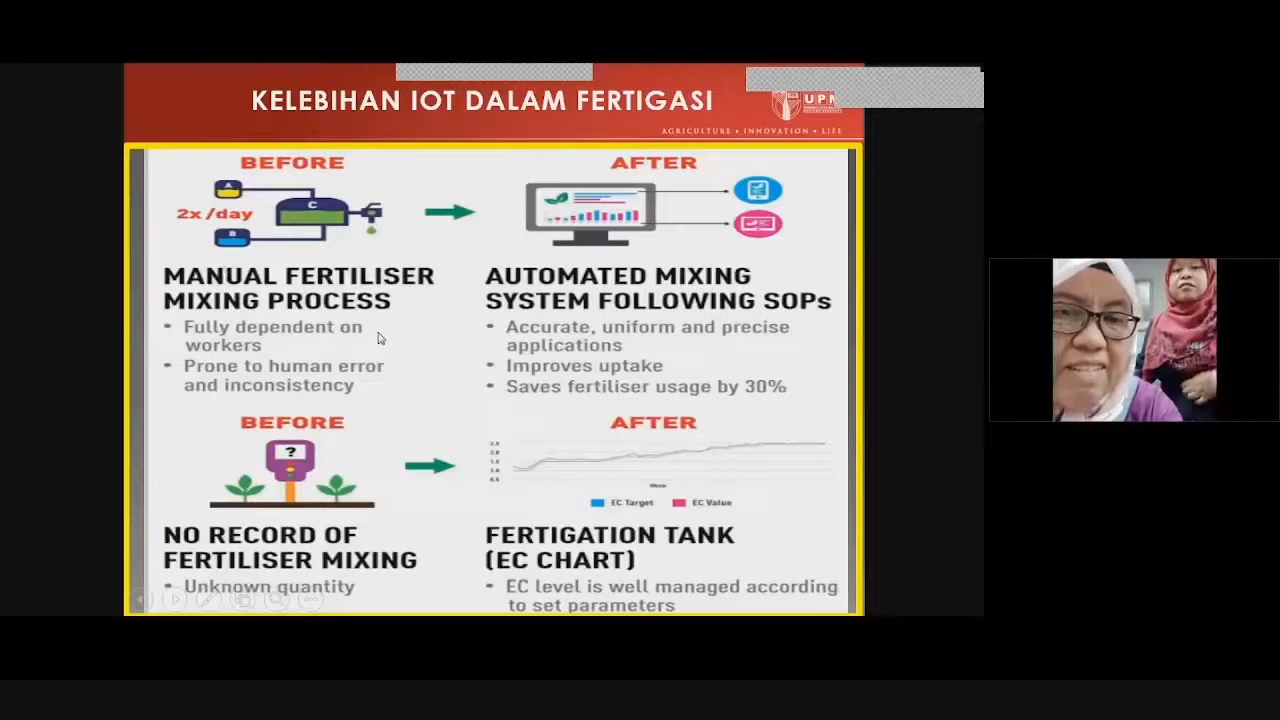 KELEBIHAN IOT DALAM FERTIGASI
AGRICULTURE • INNOVATION • LIFE
BEFORE
A
2x /day
C
B
MANUAL FERTILISER
MIXING PROCESS
• Fully dependent on
workers
• Prone to human error
and inconsistency
AFTER
AUTOMATED MIXING
SYSTEM FOLLOWING SOPs
• Accurate, uniform and precise
applications
• Improves uptake
• Saves fertiliser usage by 30%
BEFORE
?
NO RECORD OF
FERTILISER MIXING
• Unknown quantity
AFTER
Week
EC Target
EC Value
FERTIGATION TANK
(EC CHART)
• EC level is well managed according
to set parameters